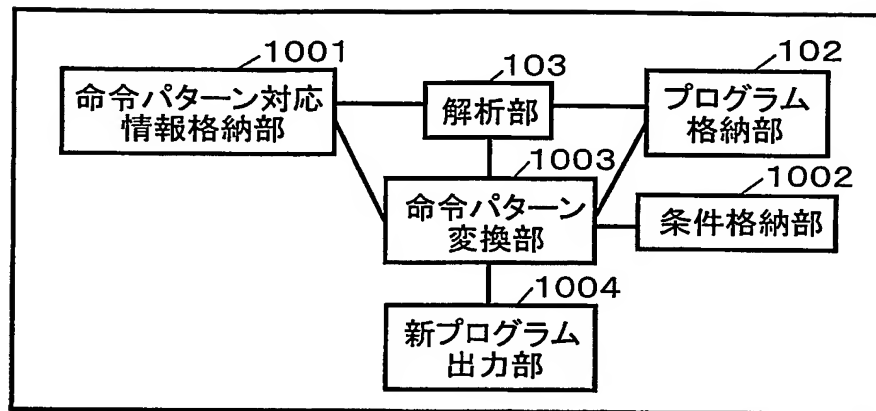 1001
命令パターン対応
情報格納部
103
解析部
102
プログラム
格納部
1003
命令パターン
変換部
1002
条件格納部
1004
新プログラム
出力部